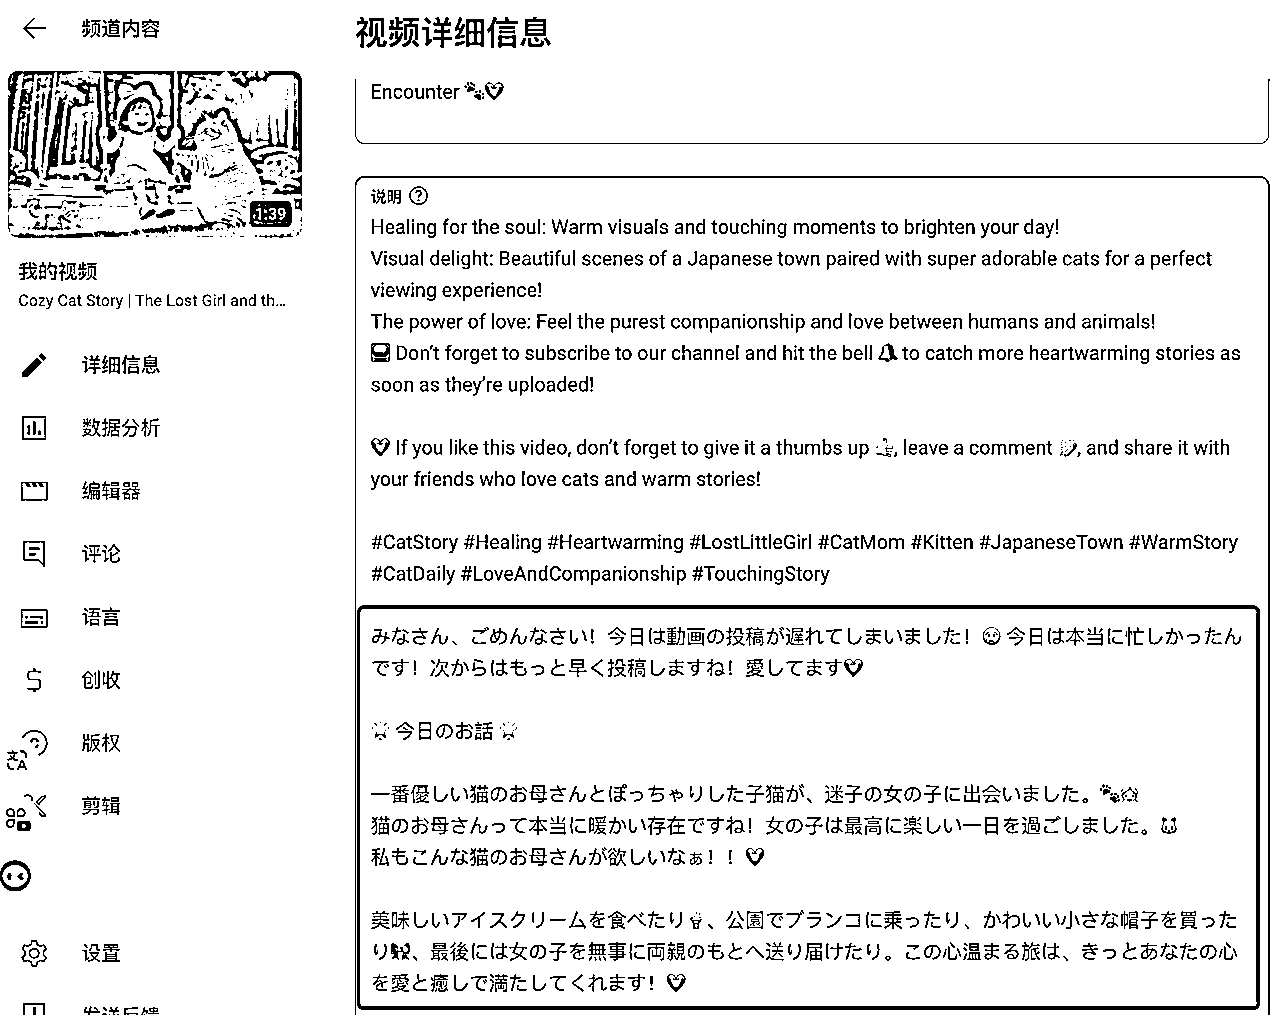 频道内容
视频详细信息
Encounter 🐾🤍
1:39
我的视频
Cozy Cat Story | The Lost Girl and th...
详细信息
数据分析
编辑器
评论
语言
创收
版权
剪辑
设置
发送反馈
说明
Healing for the soul: Warm visuals and touching moments to brighten your day!
Visual delight: Beautiful scenes of a Japanese town paired with super adorable cats for a perfect
viewing experience!
The power of love: Feel the purest companionship and love between humans and animals!
Don't forget to subscribe to our channel and hit the bell 🔔 to catch more heartwarming stories as
soon as they're uploaded!
🤍 If you like this video, don't forget to give it a thumbs up 👍, leave a comment 💬, and share it with
your friends who love cats and warm stories!
#CatStory #Healing #Heartwarming #LostLittleGirl #CatMom #Kitten #JapaneseTown #WarmStory
#CatDaily #LoveAndCompanionship #TouchingStory
みなさん、ごめんなさい！今日は動画の投稿が遅れてしまいました！ 今日は本当に忙しかったん
です！次からはもっと早く投稿しますね！愛してます🤍
🌟 今日のお話 🌟
一番優しい猫のお母さんとぽっちゃりした子猫が、迷子の女の子に出会いました。🐾
猫のお母さんって本当に暖かい存在ですね！女の子は最高に楽しい一日を過ごしました。
私もこんな猫のお母さんが欲しいなぁ！！🤍
美味しいアイスクリームを食べたり🍦、公園でブランコに乗ったり、かわいい小さな帽子を買った
り🎀、最後には女の子を無事に両親のもとへ送り届けたり。この心温まる旅は、きっとあなたの心
を愛と癒しで満たしてくれます！🤍